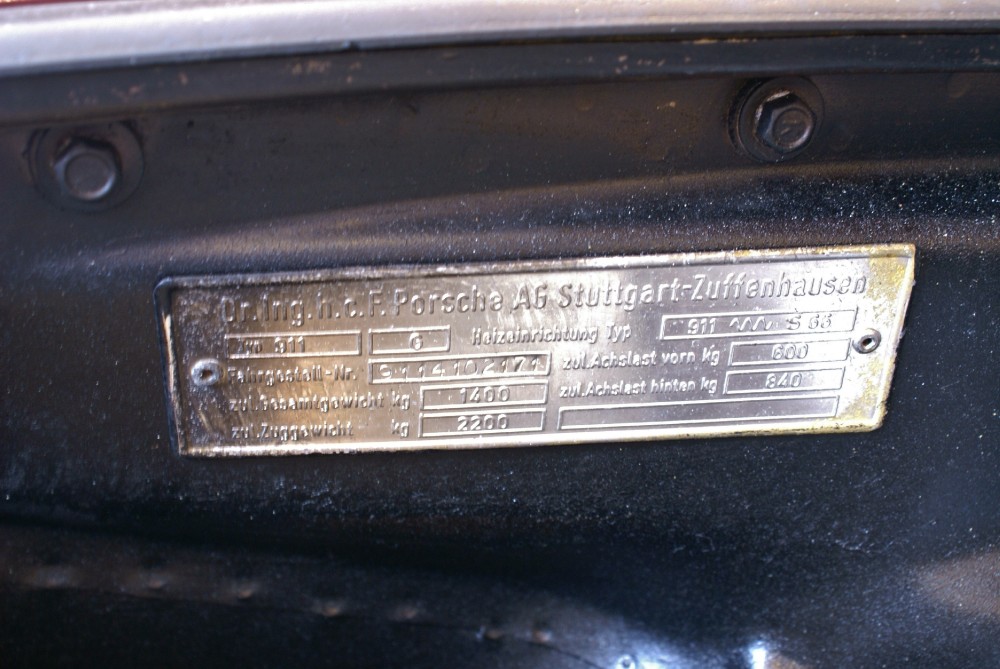 Dr. Ing. h. c. F. Porsche AG Stuttgart-Zuffenhausen
Typ 911 G Heizeinrichtung Typ 911 S 66
Fahrgestell-Nr. 9114102171 zul. Achslast vorn kg 600
zul. Gesamtgewicht kg 1400 zul. Achslast hinten kg 840
zul. Zuggewicht kg 2200